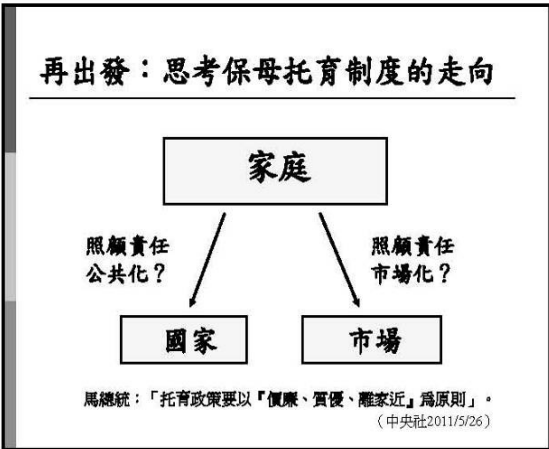 再出發：思考保母托育制度的走向
家庭
照顧責任
公共化？
照顧責任
市場化？
國家
市場
馬總統：「托育政策要以『價廉、質優、離家近』為原則」。
（中央社2011/5/26）